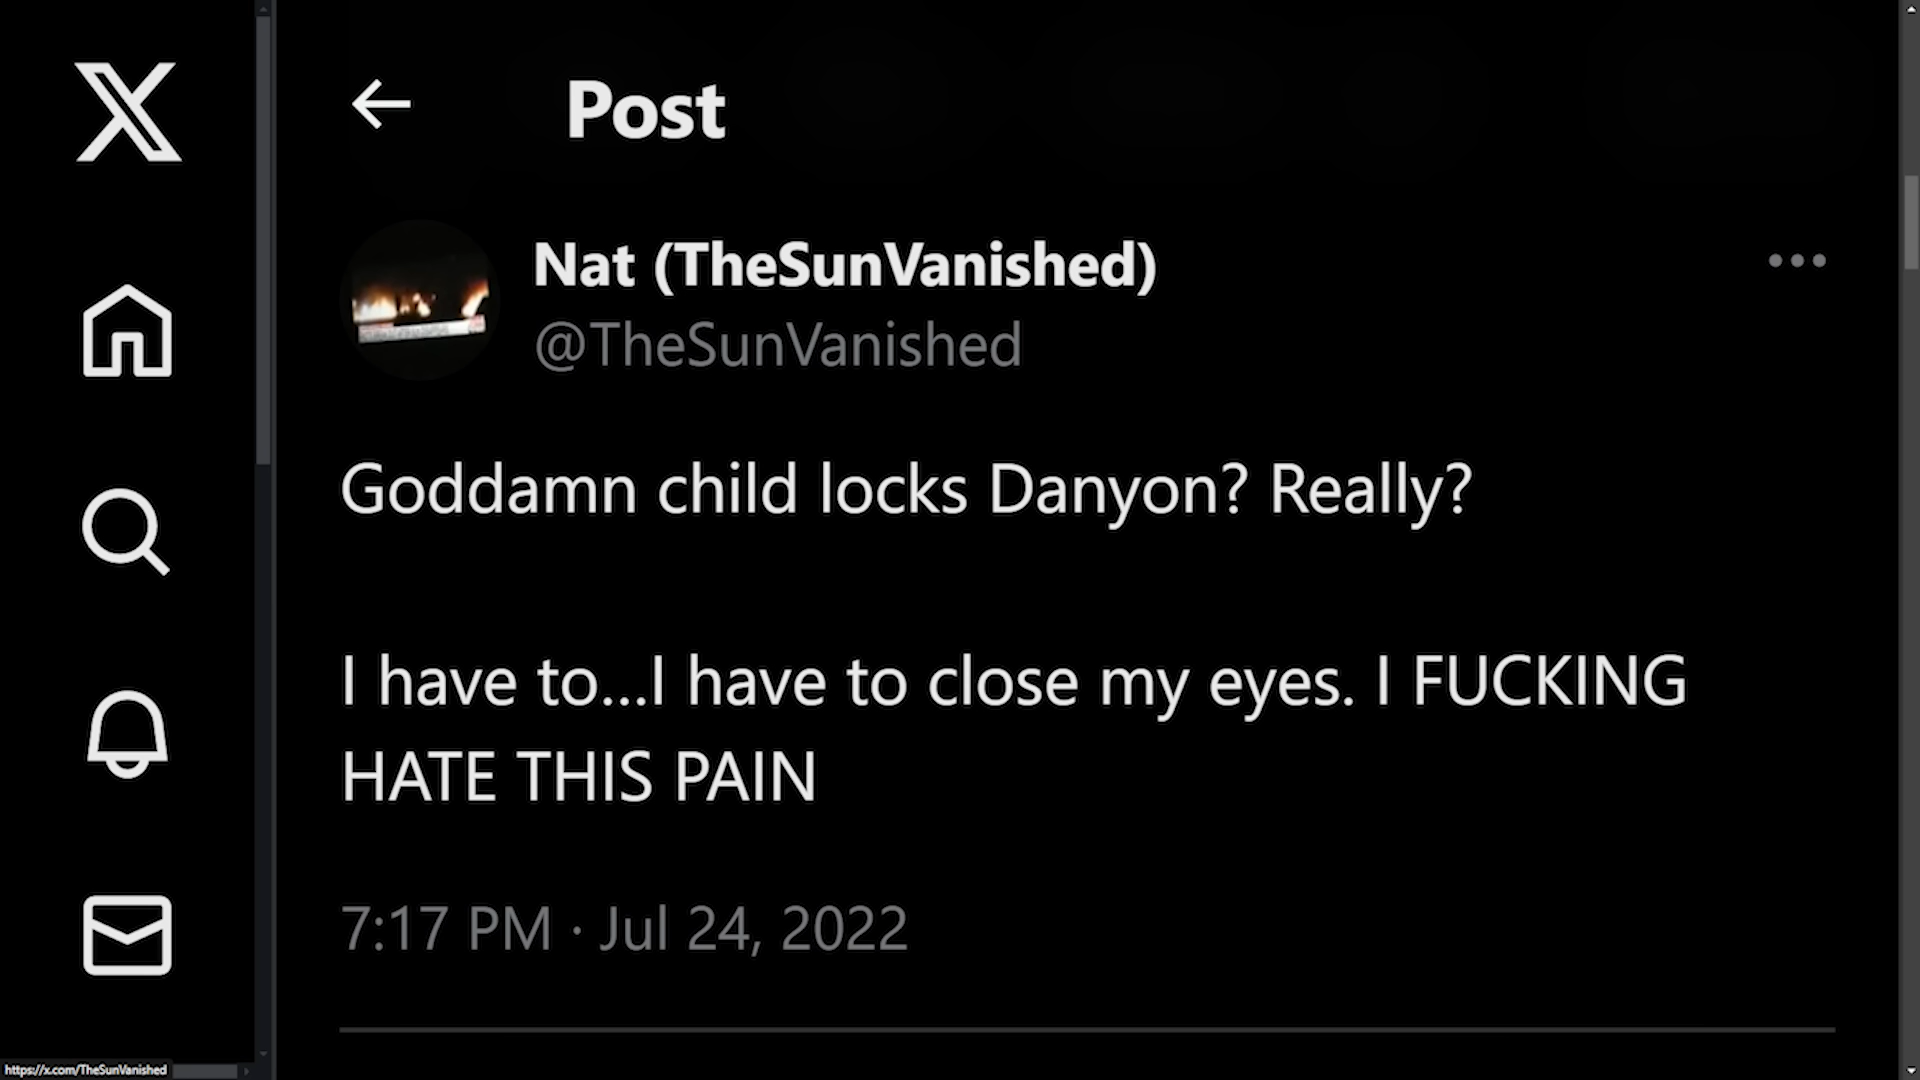 Post
Nat (TheSunVanished)
@TheSunVanished
Goddamn child locks Danyon? Really?
I have to...I have to close my eyes. I FUCKING
HATE THIS PAIN
7:17 PM · Jul 24, 2022
https://x.com/TheSunVanished